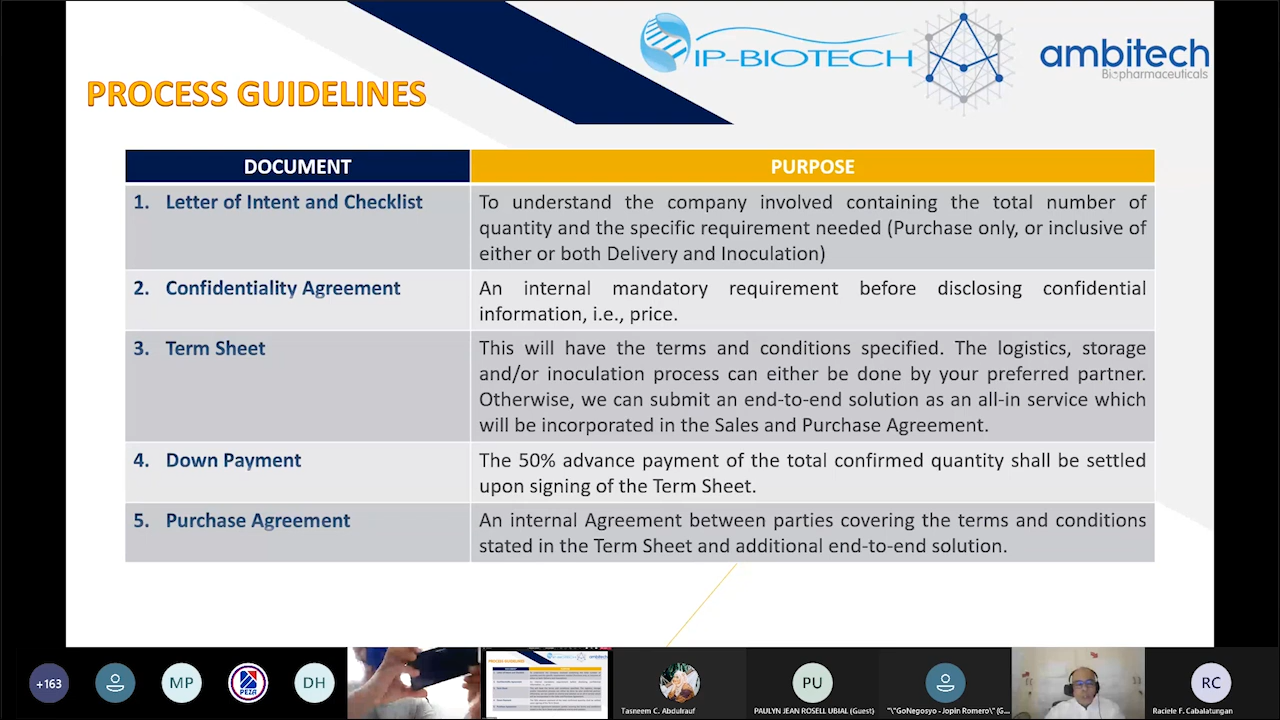 IP-BIOTECH
ambitech
Biopharmaceuticals
PROCESS GUIDELINES
DOCUMENT
PURPOSE
1. Letter of Intent and Checklist
To understand the company involved containing the total number of
quantity and the specific requirement needed (Purchase only, or inclusive of
either or both Delivery and Inoculation)
2. Confidentiality Agreement
An internal mandatory requirement before disclosing confidential
information, i.e., price.
3. Term Sheet
This will have the terms and conditions specified. The logistics, storage
and/or inoculation process can either be done by your preferred partner.
Otherwise, we can submit an end-to-end solution as an all-in service which
will be incorporated in the Sales and Purchase Agreement.
4. Down Payment
The 50% advance payment of the total confirmed quantity shall be settled
upon signing of the Term Sheet.
5. Purchase Agreement
An internal Agreement between parties covering the terms and conditions
stated in the Term Sheet and additional end-to-end solution.
+163
MP
PEZA
DH
PU
RC
Tasneem C. Abdulrauf
PAULYN JEAN ROSELL UBIAL (Guest)
"\"GoNegosyo Joepin Romero\" (G...
Raciele F. Cabalatungan